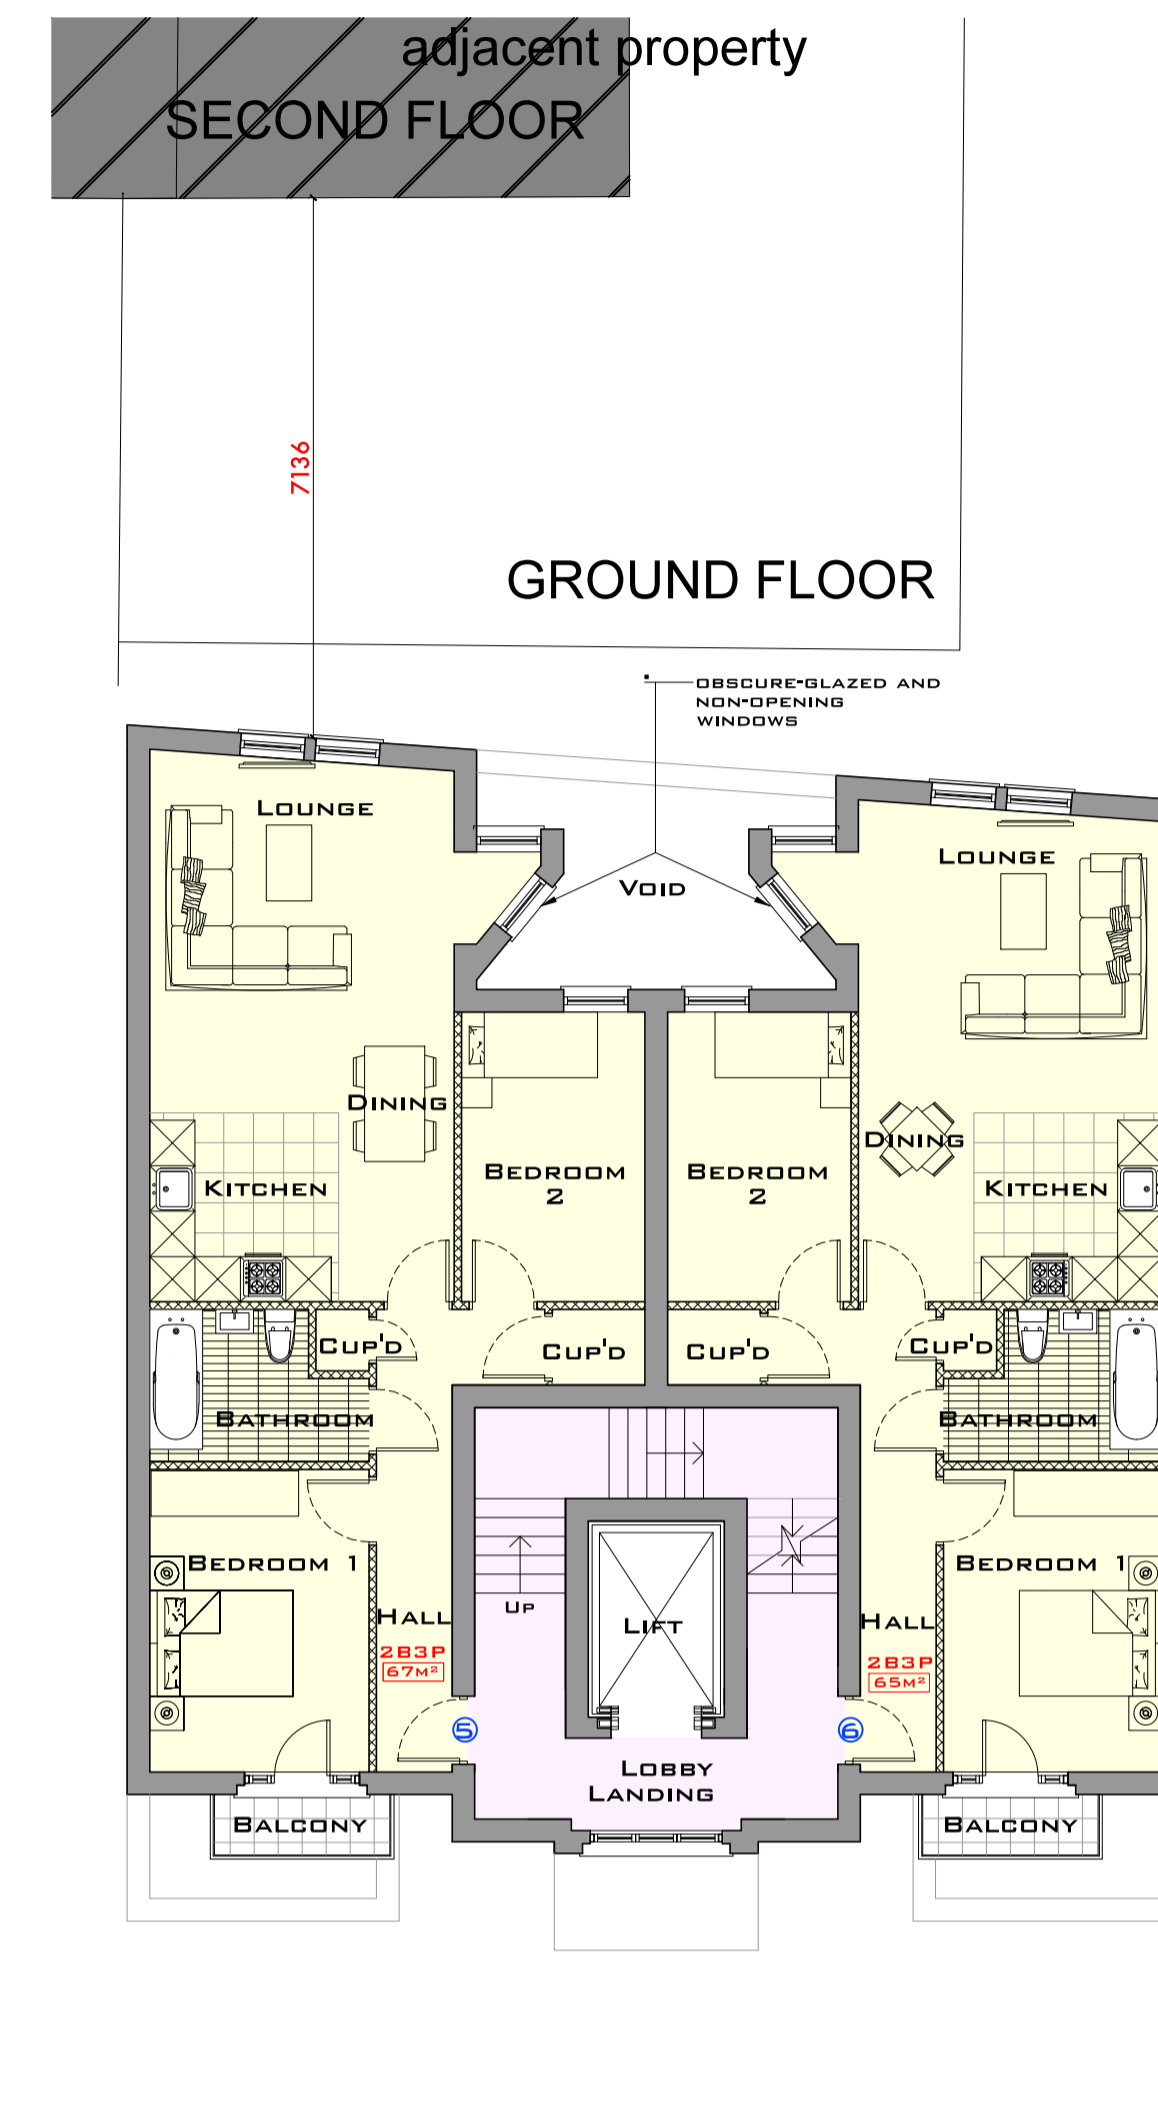 adjacent property
SECOND FLOOR
7136
GROUND FLOOR
OBSCURE-GLAZED AND
NON-OPENING
WINDOWS
LOUNGE
VOID
LOUNGE
DINING
DINING
KITCHEN
BEDROOM
2
BEDROOM
2
KITCHEN
CUP'D
CUP'D
CUP'D
CUP'D
BATHROOM
BATHROOM
BEDROOM 1
BEDROOM 1
UP
HALL
LIFT
HALL
2B3P
67M²
2B3P
65M²
5
6
LOBBY
LANDING
BALCONY
BALCONY